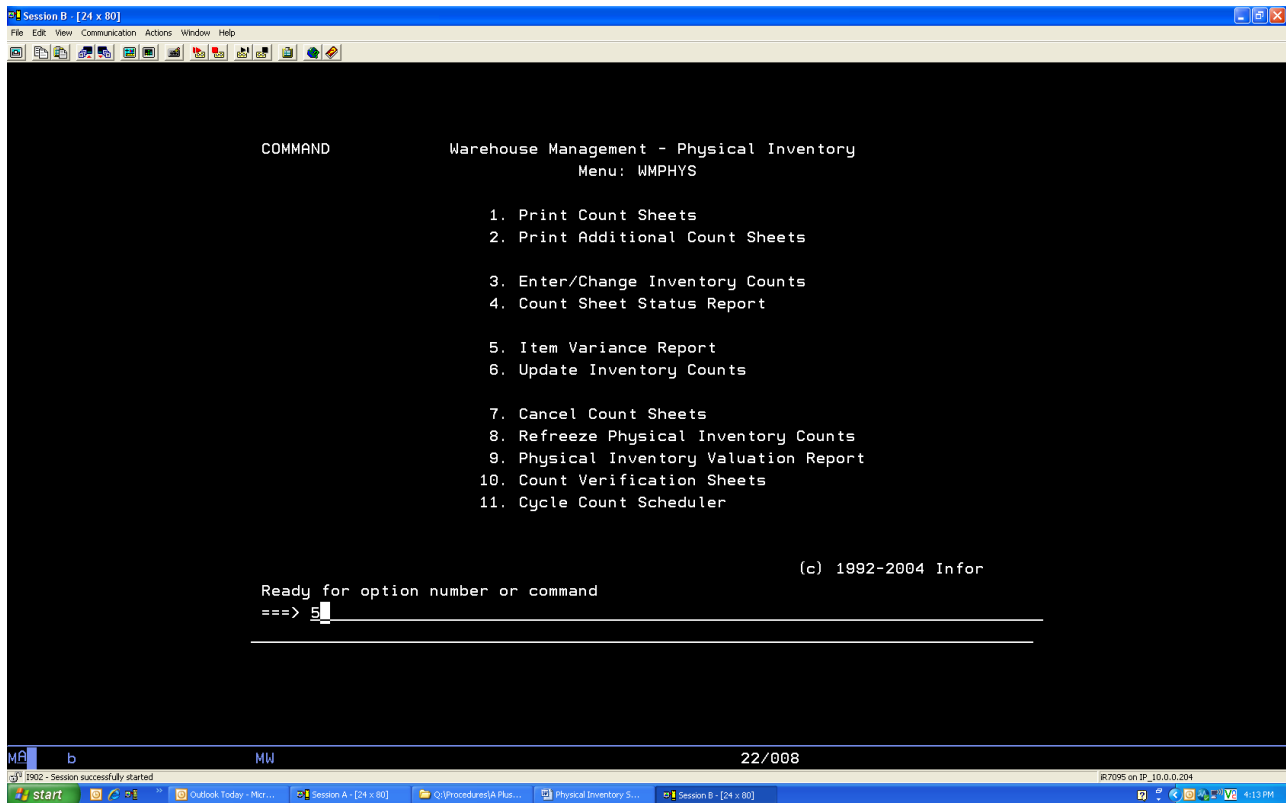 Session B - [24 x 80]
File Edit View Communication Actions Window Help
COMMAND Warehouse Management - Physical Inventory
Menu: WMPHYS
1. Print Count Sheets
2. Print Additional Count Sheets
3. Enter/Change Inventory Counts
4. Count Sheet Status Report
5. Item Variance Report
6. Update Inventory Counts
7. Cancel Count Sheets
8. Refreeze Physical Inventory Counts
9. Physical Inventory Valuation Report
10. Count Verification Sheets
11. Cycle Count Scheduler
(c) 1992-2004 Infor
Ready for option number or command
===> 5
MA b MW 22/008
I902 - Session successfully started iR7095 on IP_10.0.0.204
start Outlook Today - Micr... Session A - [24 x 80] Q:\Procedures\A Plus... Physical Inventory S... Session B - [24 x 80] 4:13 PM